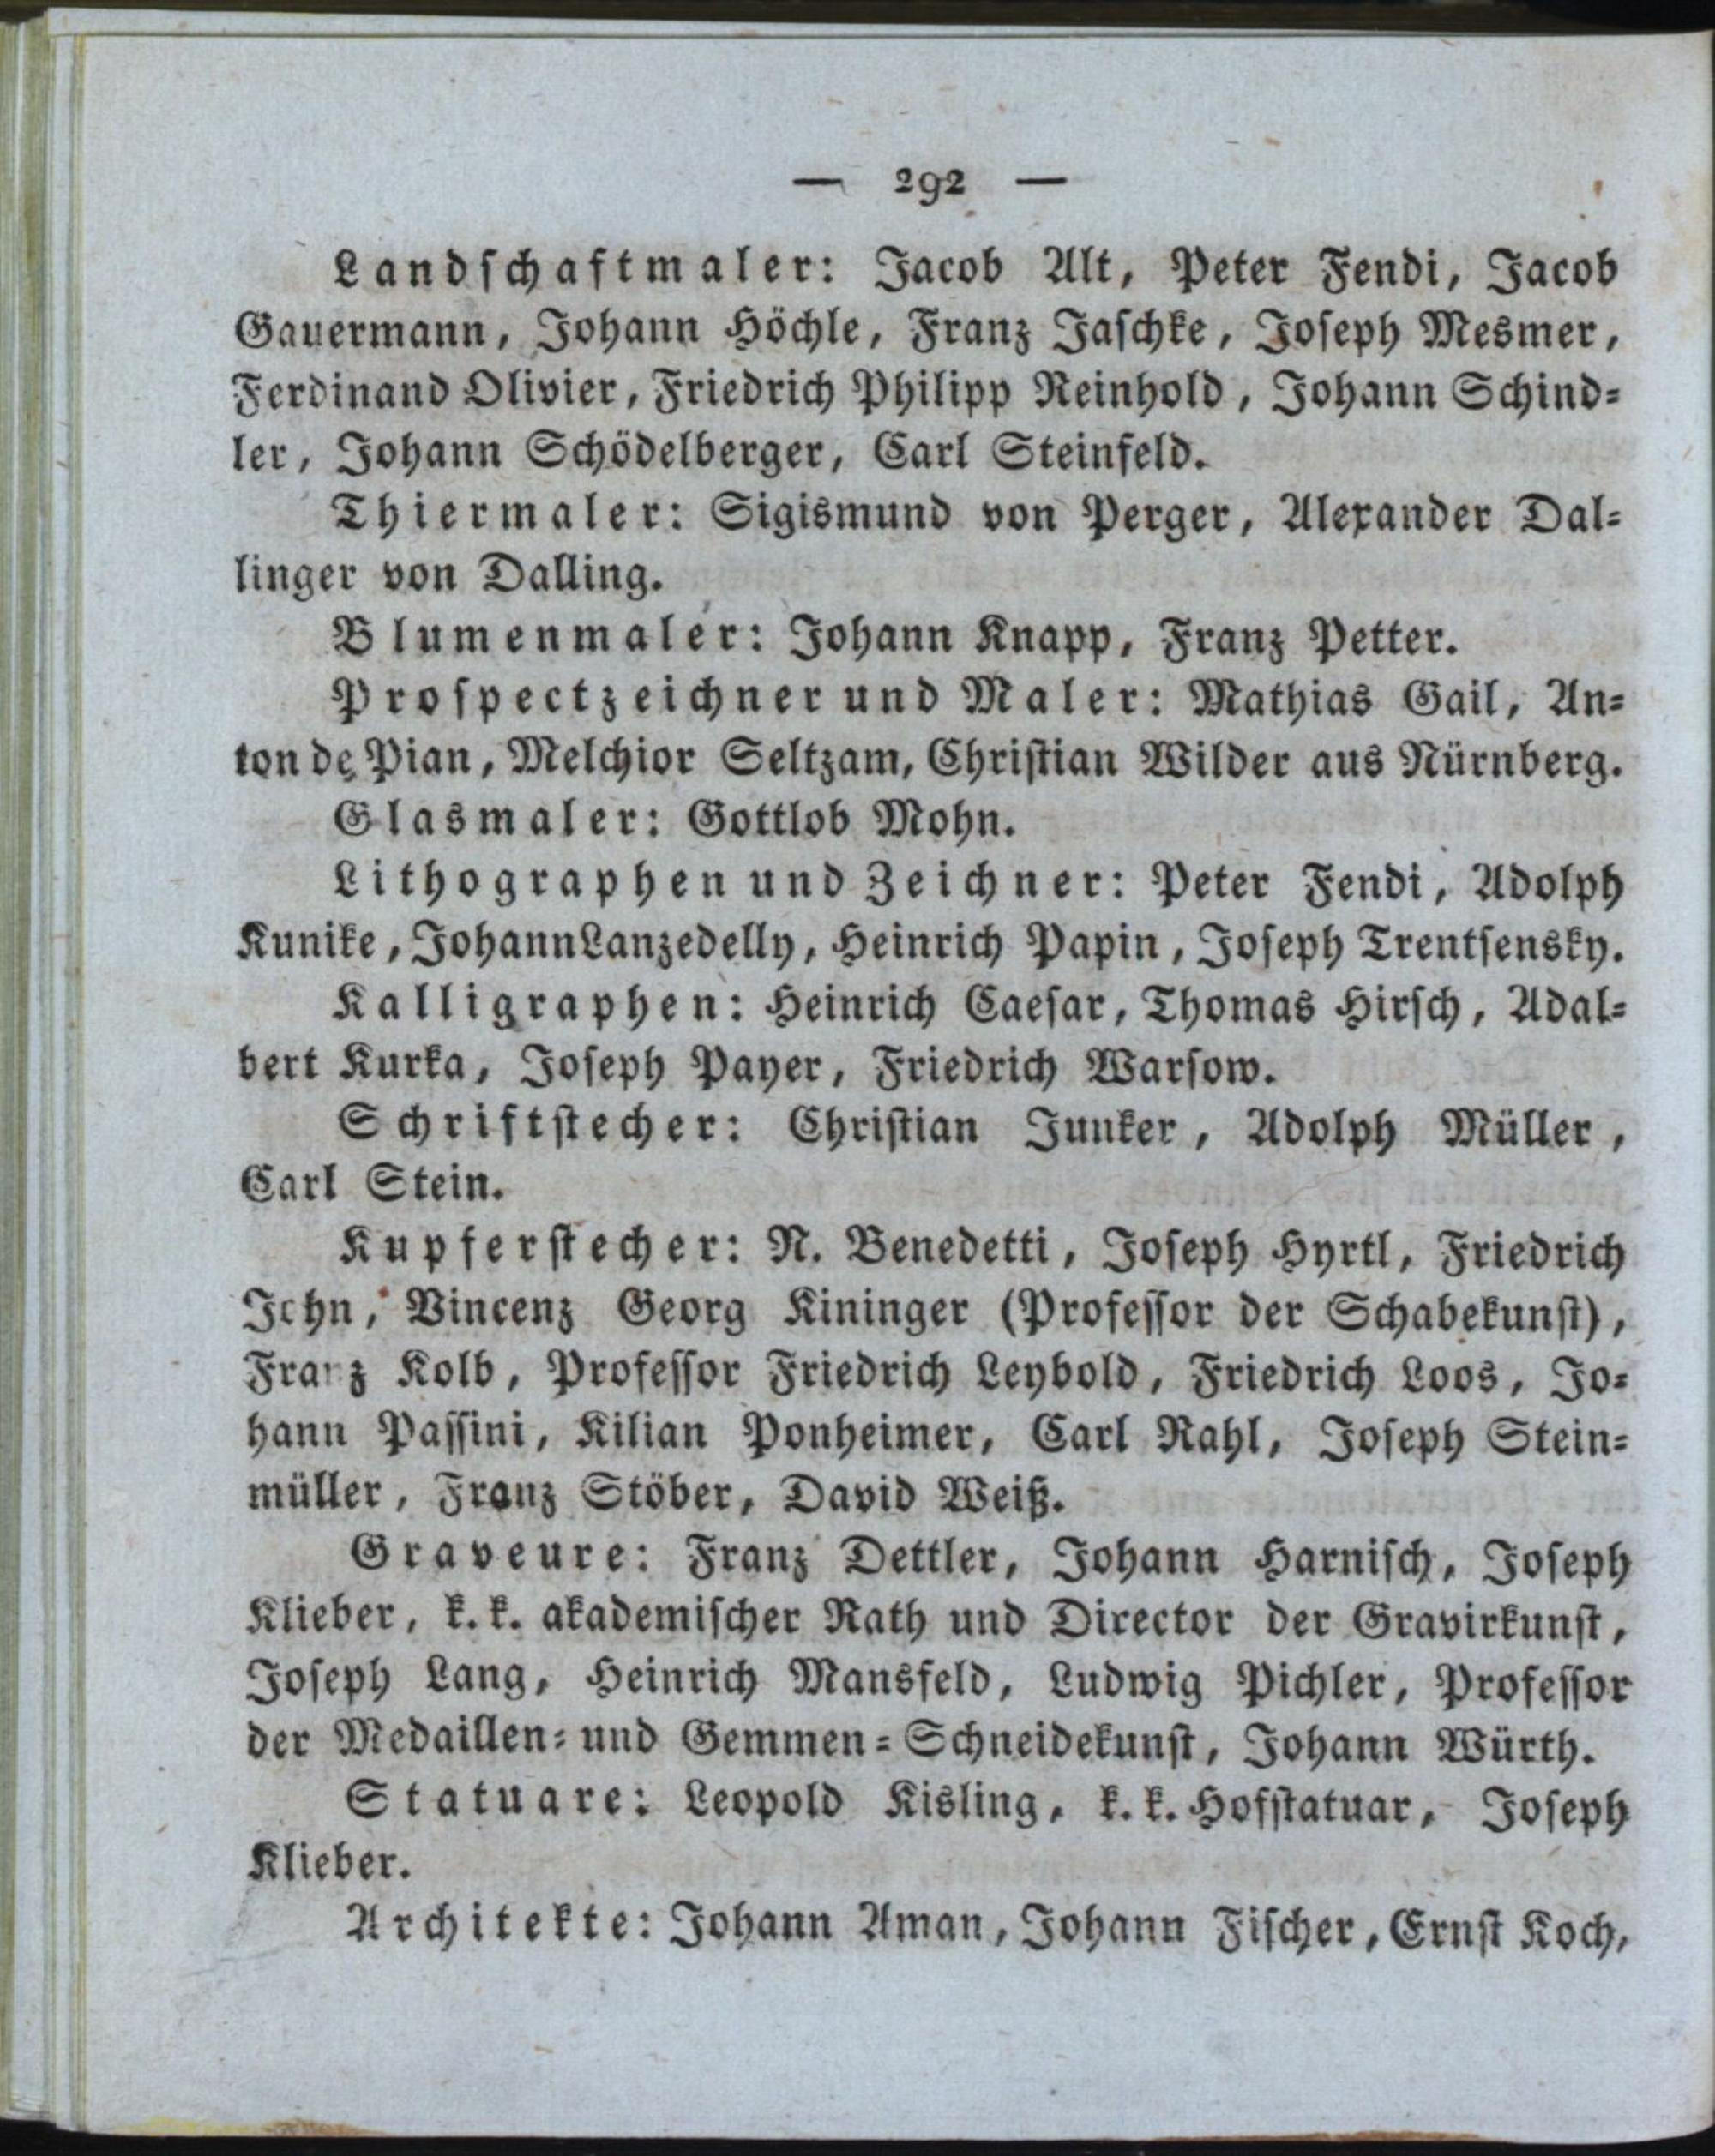 — 292 —
Landschaftmaler: Jacob Alt, Peter Fendi, Jacob
Gauermann, Johann Höchle, Franz Jaschke, Joseph Mesmer,
Ferdinand Olivier, Friedrich Philipp Reinhold, Johann Schind-
ler, Johann Schödelberger, Carl Steinfeld.
Thiermaler: Sigismund von Perger, Alexander Dal-
linger von Dalling.
Blumenmaler: Johann Knapp, Franz Petter.
Prospectzeichner und Maler: Mathias Gail, An-
ton de Pian, Melchior Seltzam, Christian Wilder aus Nürnberg.
Glasmaler: Gottlob Mohn.
Lithographen und Zeichner: Peter Fendi, Adolph
Kunike, Johann Lanzedelly, Heinrich Papin, Joseph Trentsensky.
Kalligraphen: Heinrich Caesar, Thomas Hirsch, Adal-
bert Kurka, Joseph Payer, Friedrich Warsow.
Schriftstecher: Christian Junker, Adolph Müller,
Carl Stein.
Kupferstecher: N. Benedetti, Joseph Hyrtl, Friedrich
John, Vincenz Georg Kininger (Professor der Schabekunst),
Franz Kolb, Professor Friedrich Leybold, Friedrich Loos, Jo-
hann Passini, Kilian Ponheimer, Carl Rahl, Joseph Stein-
müller, Franz Stöber, David Weiß.
Graveure: Franz Dettler, Johann Harnisch, Joseph
Klieber, k. k. akademischer Rath und Director der Gravirkunst,
Joseph Lang, Heinrich Mansfeld, Ludwig Pichler, Professor
der Medaillen- und Gemmen-Schneidekunst, Johann Würth.
Statuare: Leopold Kisling, k. k. Hofstatuar, Joseph
Klieber.
Architekte: Johann Aman, Johann Fischer, Ernst Koch,